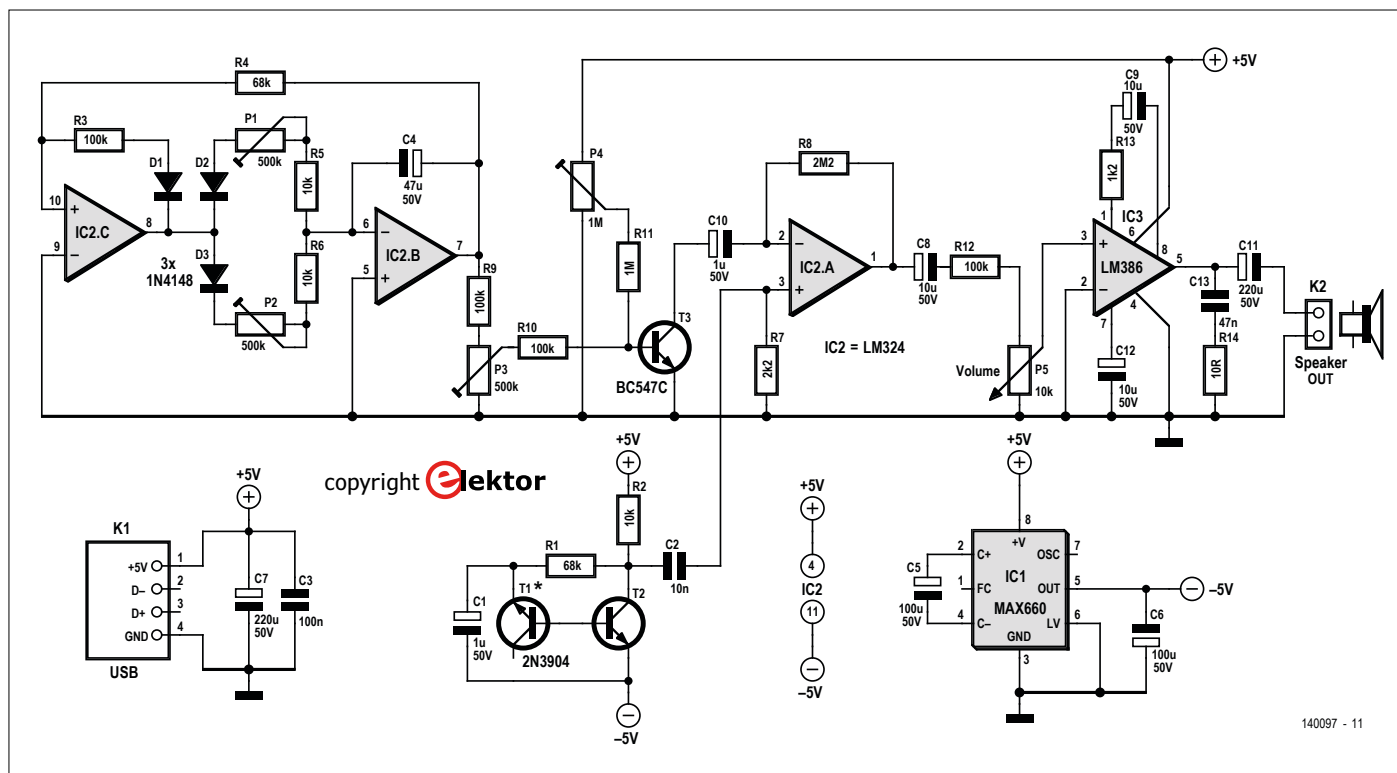 R4
68k
R3
100k
D1
D2
P1
500k
R5
10k
C4
47u
50V
10
+
9
−
IC2.C
8
3x
1N4148
D3
P2
500k
R6
10k
6
−
5
+
IC2.B
7
R9
100k
P3
500k
R10
100k
P4
1M
R11
1M
T3
BC547C
C10
1u
50V
R8
2M2
2
−
3
+
IC2.A
1
R7
2k2
IC2 = LM324
C8
10u
50V
R12
100k
Volume
P5
10k
+5V
C9
10u
50V
R13
1k2
1
IC3
6
8
3
+
LM386
2
−
7
4
5
C12
10u
50V
C13
47n
R14
10R
C11
220u
50V
K2
Speaker
OUT
copyright elektor
K1
+5V
D–
D+
GND
1
2
3
4
USB
+5V
C7
220u
50V
C3
100n
C1
1u
50V
R1
68k
T1*
2N3904
T2
+5V
R2
10k
C2
10n
–5V
+5V
4
IC2
11
–5V
+5V
8
+V
2
C+
OSC
7
1
FC
IC1
OUT
5
MAX660
4
C–
LV
6
GND
3
C5
100u
50V
–5V
C6
100u
50V
140097 - 11